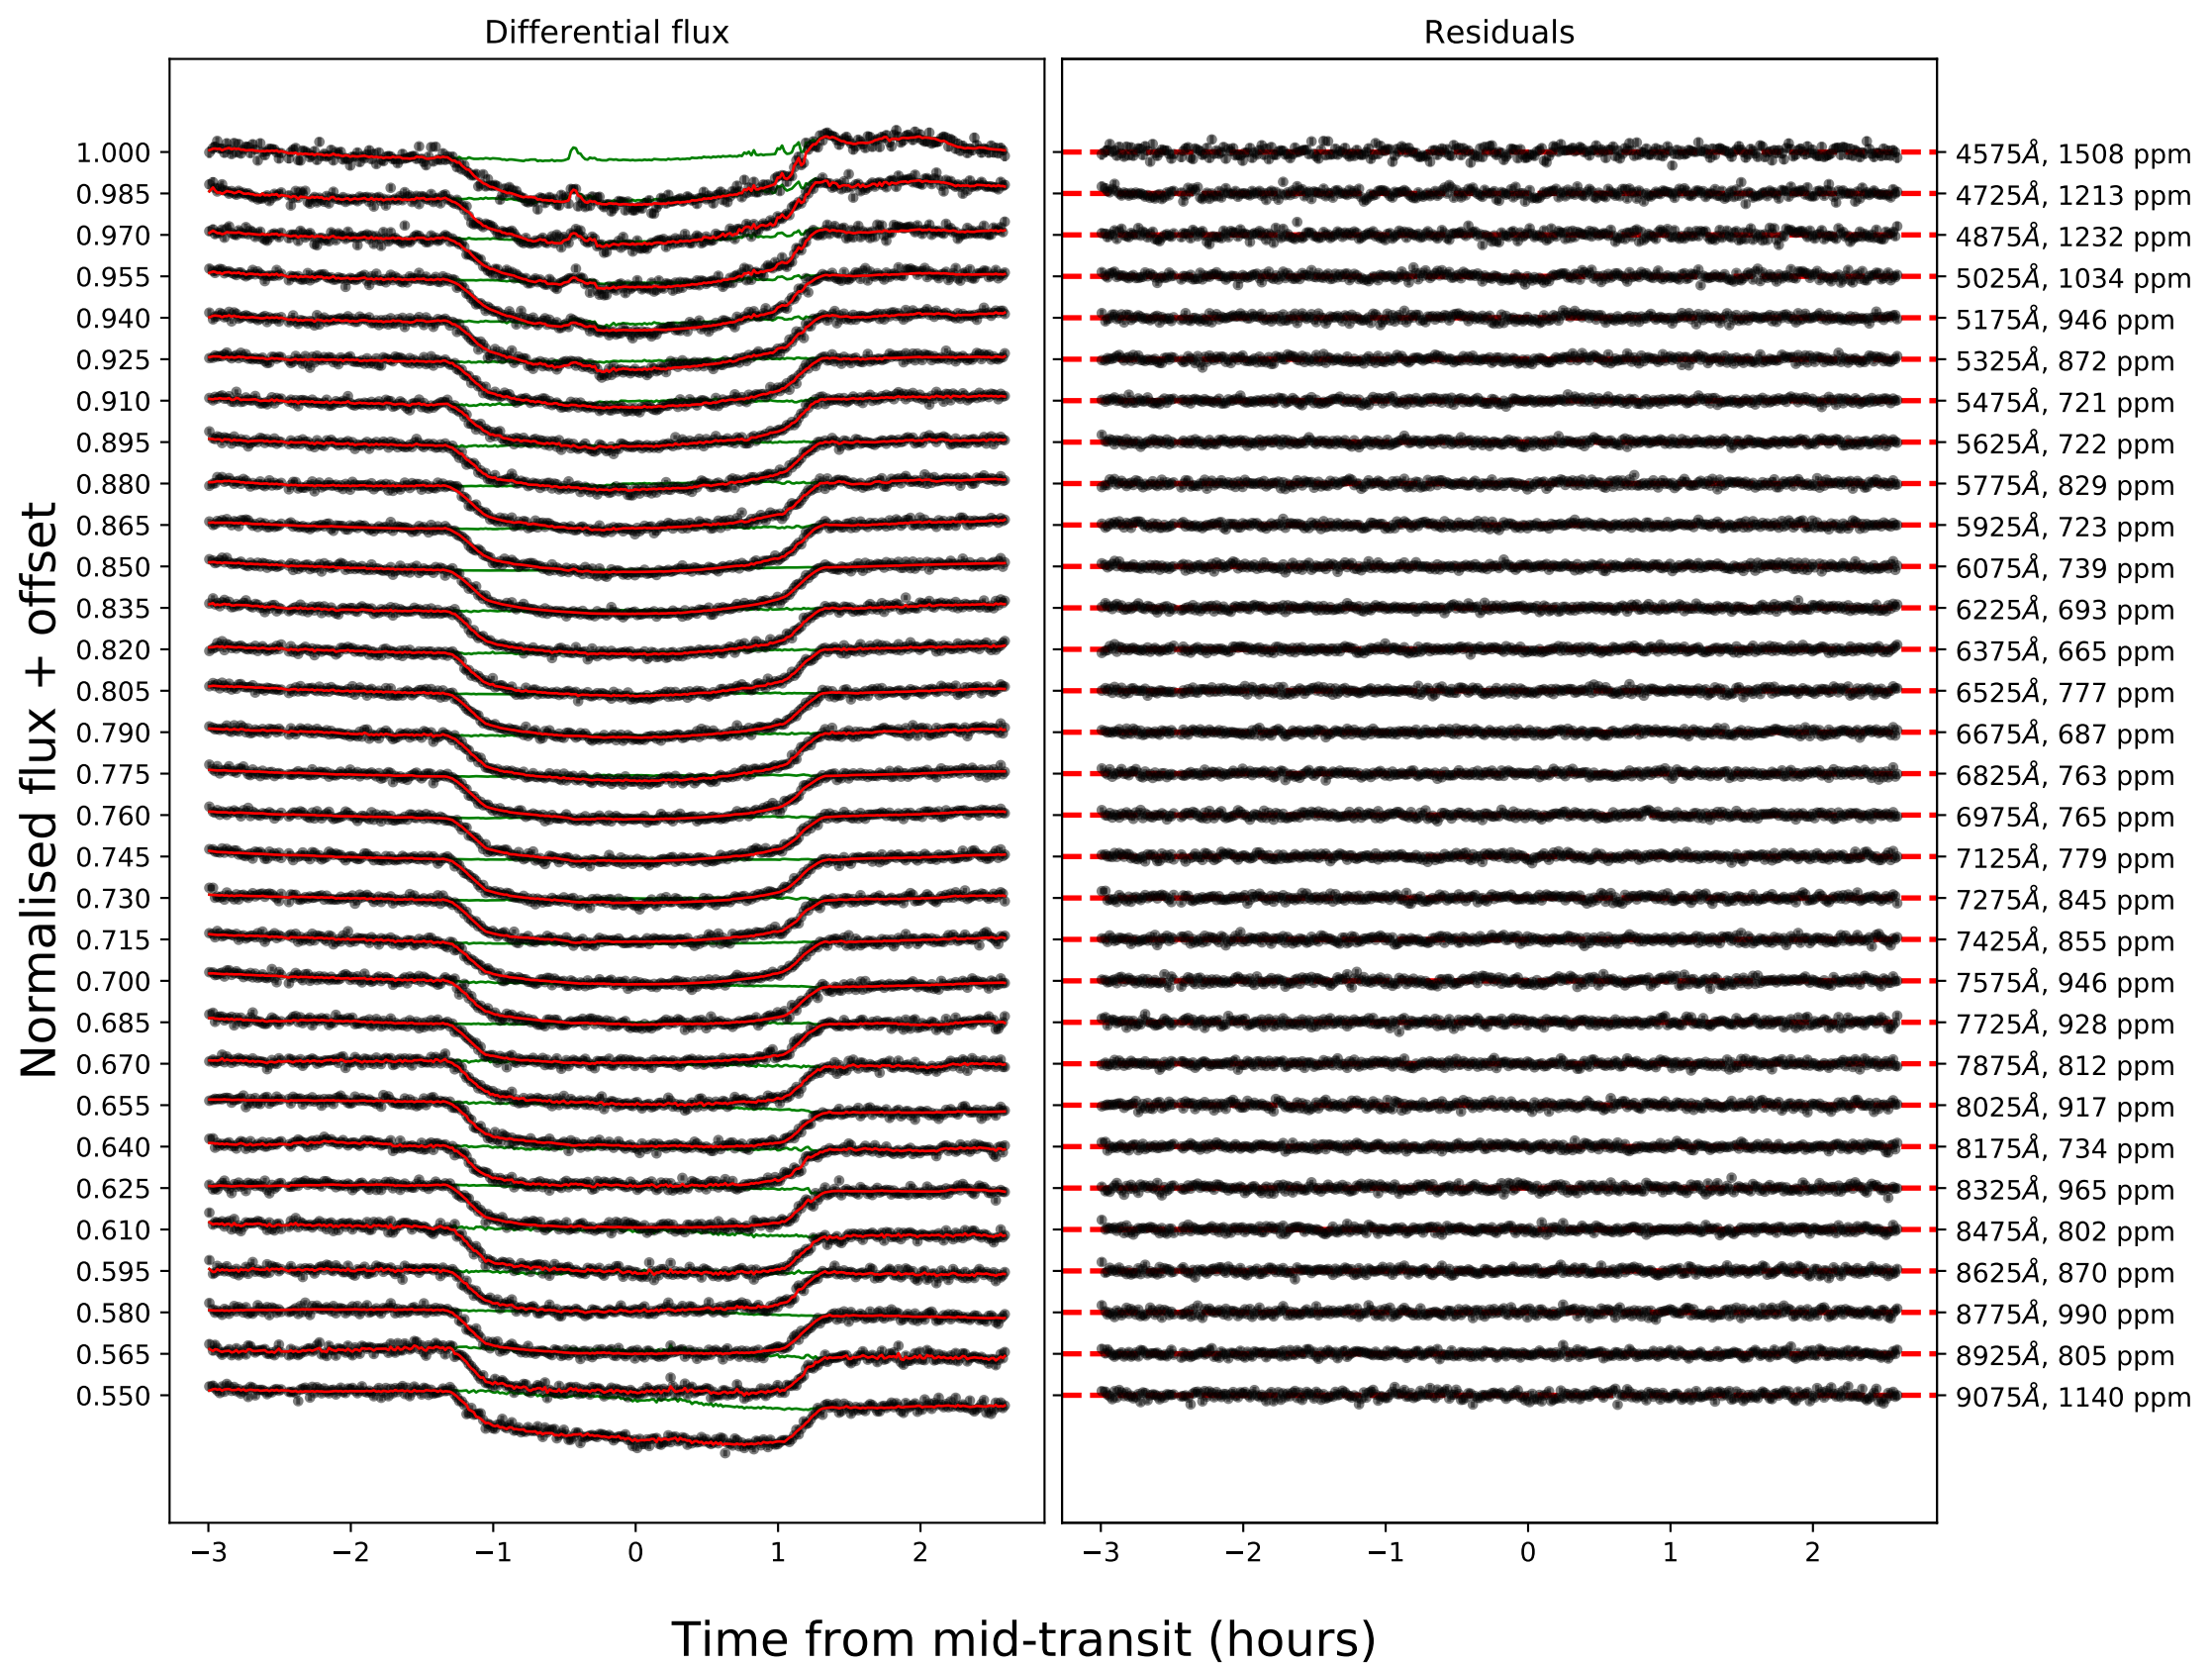 Differential flux
Residuals
Normalised flux + offset
1.000
0.985
0.970
0.955
0.940
0.925
0.910
0.895
0.880
0.865
0.850
0.835
0.820
0.805
0.790
0.775
0.760
0.745
0.730
0.715
0.700
0.685
0.670
0.655
0.640
0.625
0.610
0.595
0.580
0.565
0.550
4575Å, 1508 ppm
4725Å, 1213 ppm
4875Å, 1232 ppm
5025Å, 1034 ppm
5175Å, 946 ppm
5325Å, 872 ppm
5475Å, 721 ppm
5625Å, 722 ppm
5775Å, 829 ppm
5925Å, 723 ppm
6075Å, 739 ppm
6225Å, 693 ppm
6375Å, 665 ppm
6525Å, 777 ppm
6675Å, 687 ppm
6825Å, 763 ppm
6975Å, 765 ppm
7125Å, 779 ppm
7275Å, 845 ppm
7425Å, 855 ppm
7575Å, 946 ppm
7725Å, 928 ppm
7875Å, 812 ppm
8025Å, 917 ppm
8175Å, 734 ppm
8325Å, 965 ppm
8475Å, 802 ppm
8625Å, 870 ppm
8775Å, 990 ppm
8925Å, 805 ppm
9075Å, 1140 ppm
−3 −2 −1 0 1 2
−3 −2 −1 0 1 2
Time from mid-transit (hours)